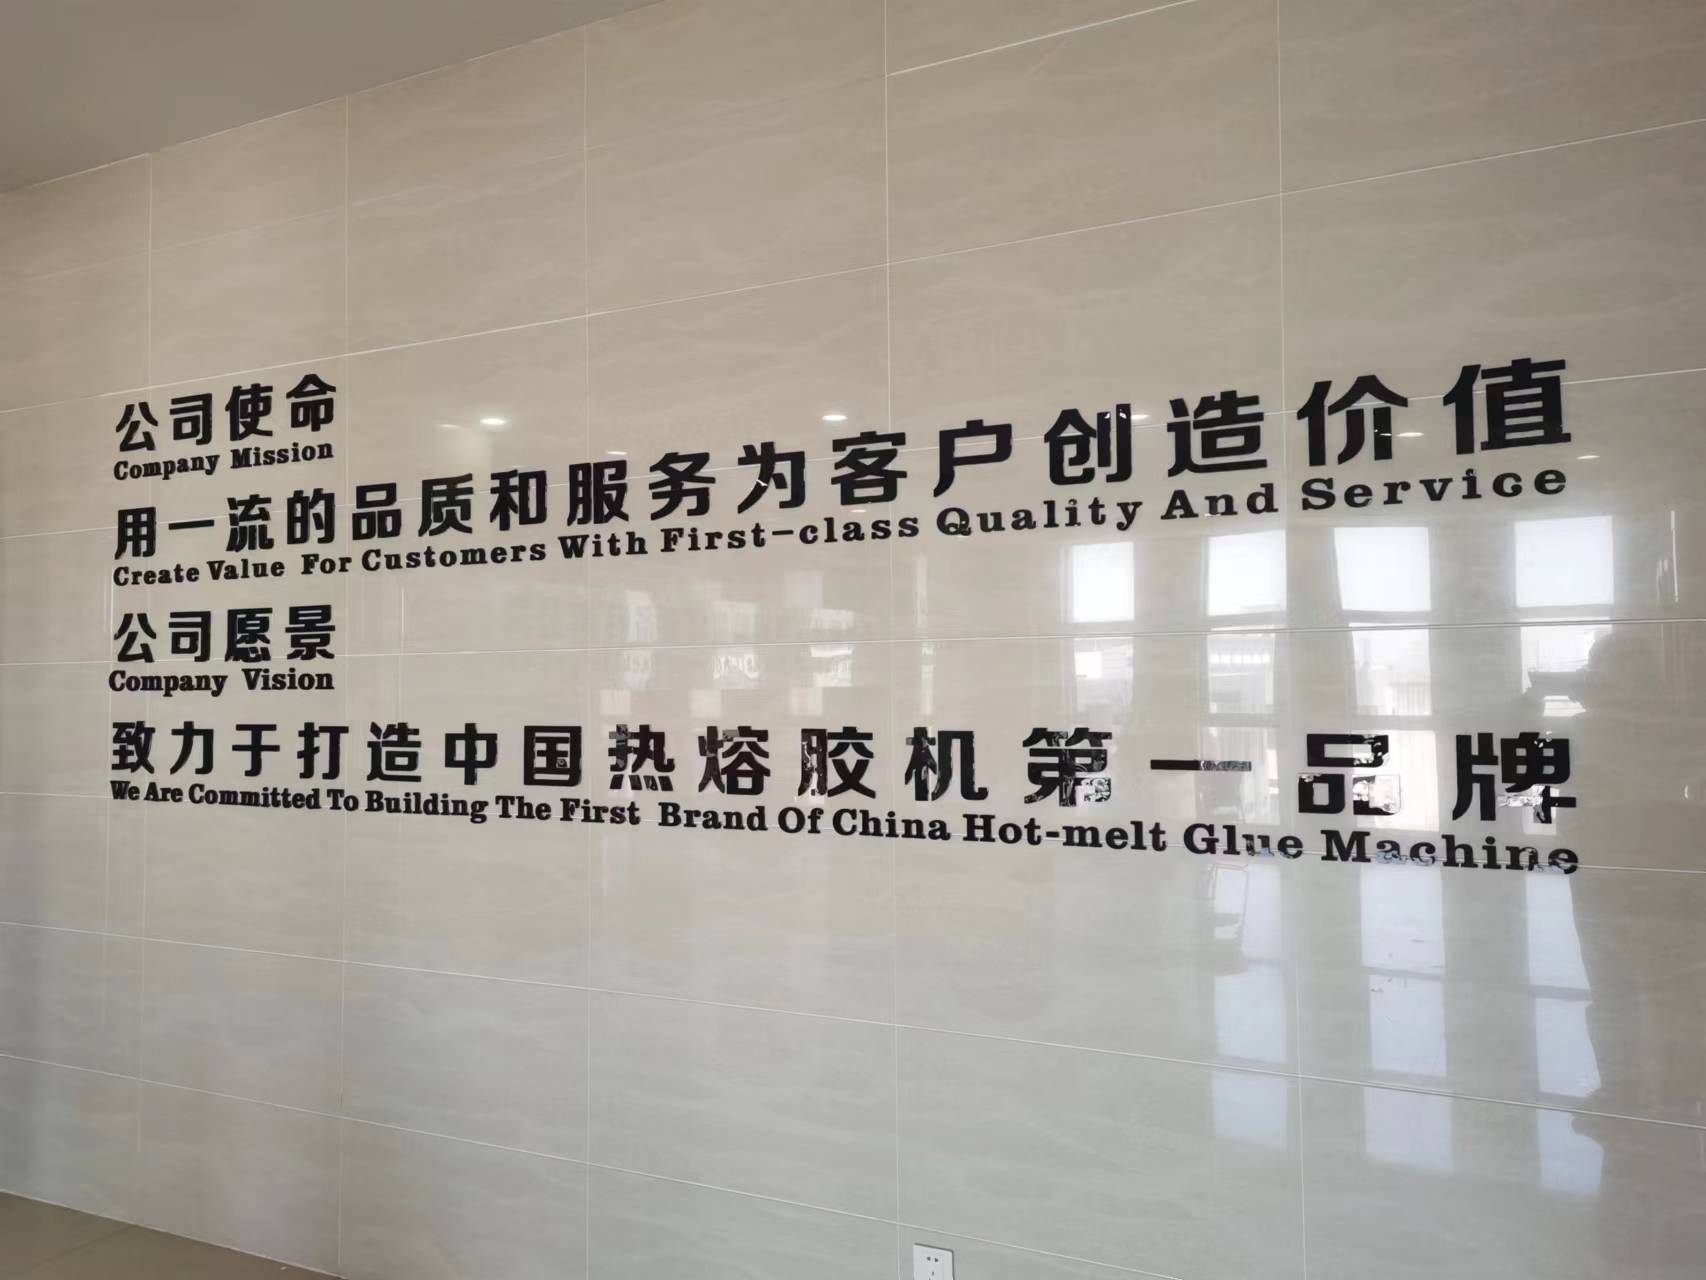 公司使命
Company Mission
用一流的品质和服务为客户创造价值
Create Value For Customers With First-class Quality And Service
公司愿景
Company Vision
致力于打造中国热熔胶机第一品牌
We Are Committed To Building The First Brand Of China Hot-melt Glue Machine